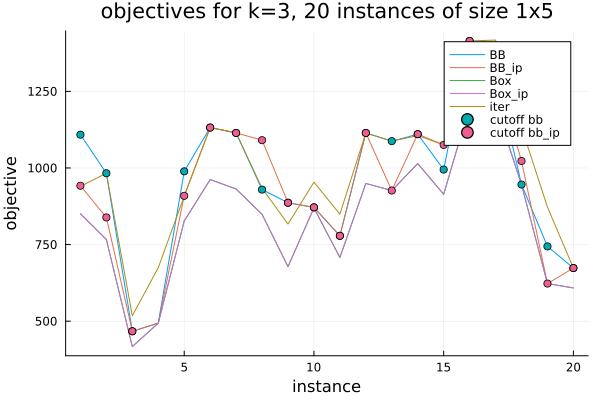 objectives for k=3, 20 instances of size 1x5
objective
1250
1000
750
500
5
10
15
20
instance
BB
BB_ip
Box
Box_ip
iter
cutoff bb
cutoff bb_ip